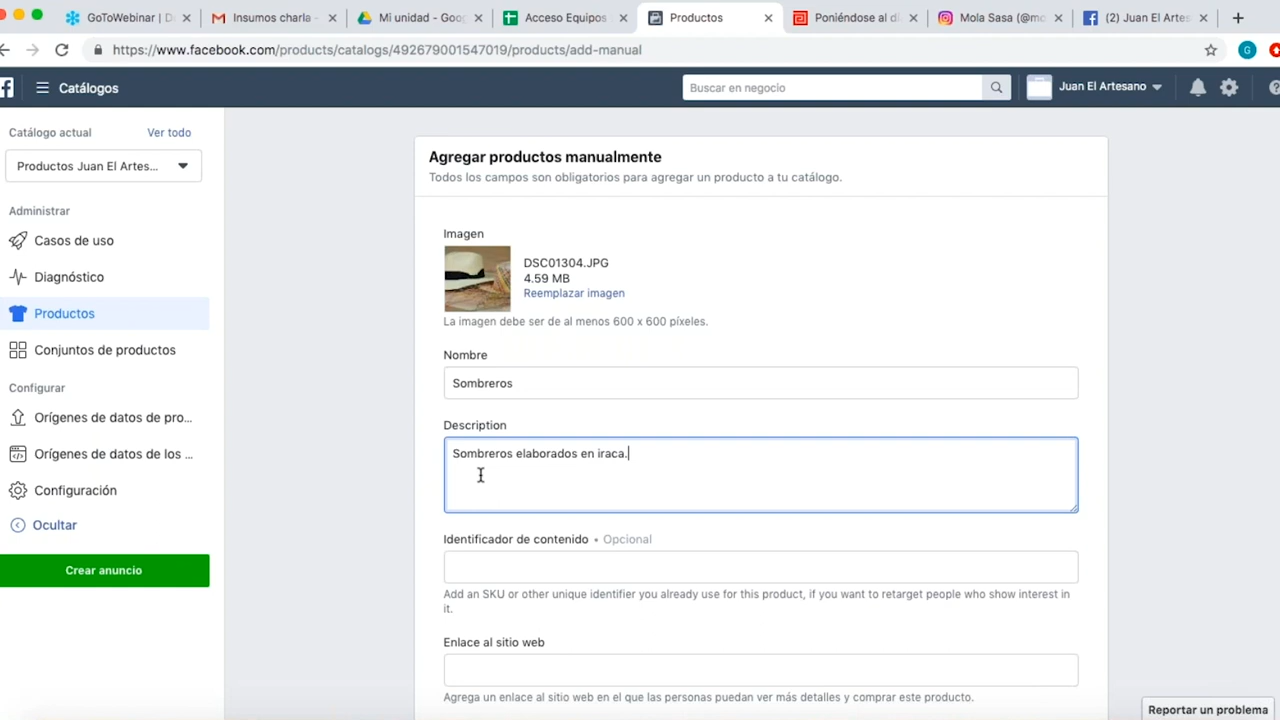 GoToWebinar | D
Insumos charla -
Mi unidad - Goog
Acceso Equipos
Productos
Poniéndose al dí
Mola Sasa (@mo
(2) Juan El Artes
https://www.facebook.com/products/catalogs/492679001547019/products/add-manual
G
Catálogos
Buscar en negocio
Juan El Artesano
Catálogo actual
Ver todo
Productos Juan El Artes...
Administrar
Casos de uso
Diagnóstico
Productos
Conjuntos de productos
Configurar
Orígenes de datos de pro...
Orígenes de datos de los ...
Configuración
Ocultar
Crear anuncio
Agregar productos manualmente
Todos los campos son obligatorios para agregar un producto a tu catálogo.
Imagen
DSC01304.JPG
4.59 MB
Reemplazar imagen
La imagen debe ser de al menos 600 x 600 píxeles.
Nombre
Sombreros
Description
Sombreros elaborados en iraca.
Identificador de contenido • Opcional
Add an SKU or other unique identifier you already use for this product, if you want to retarget people who show interest in
it.
Enlace al sitio web
Agrega un enlace al sitio web en el que las personas puedan ver más detalles y comprar este producto.
Reportar un problema